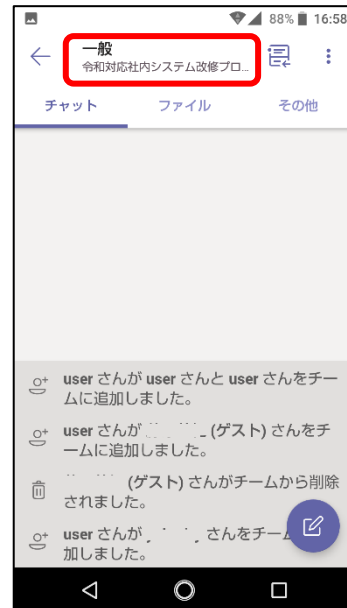 88% 16:58
一般
令和対応社内システム改修プロ...
チャット ファイル その他
user さんが user さんと user さんをチー
ムに追加しました。
user さんが (ゲスト) さんをチ
ームに追加しました。
(ゲスト) さんがチームから削除
されました。
user さんが さんをチーム
加しました。